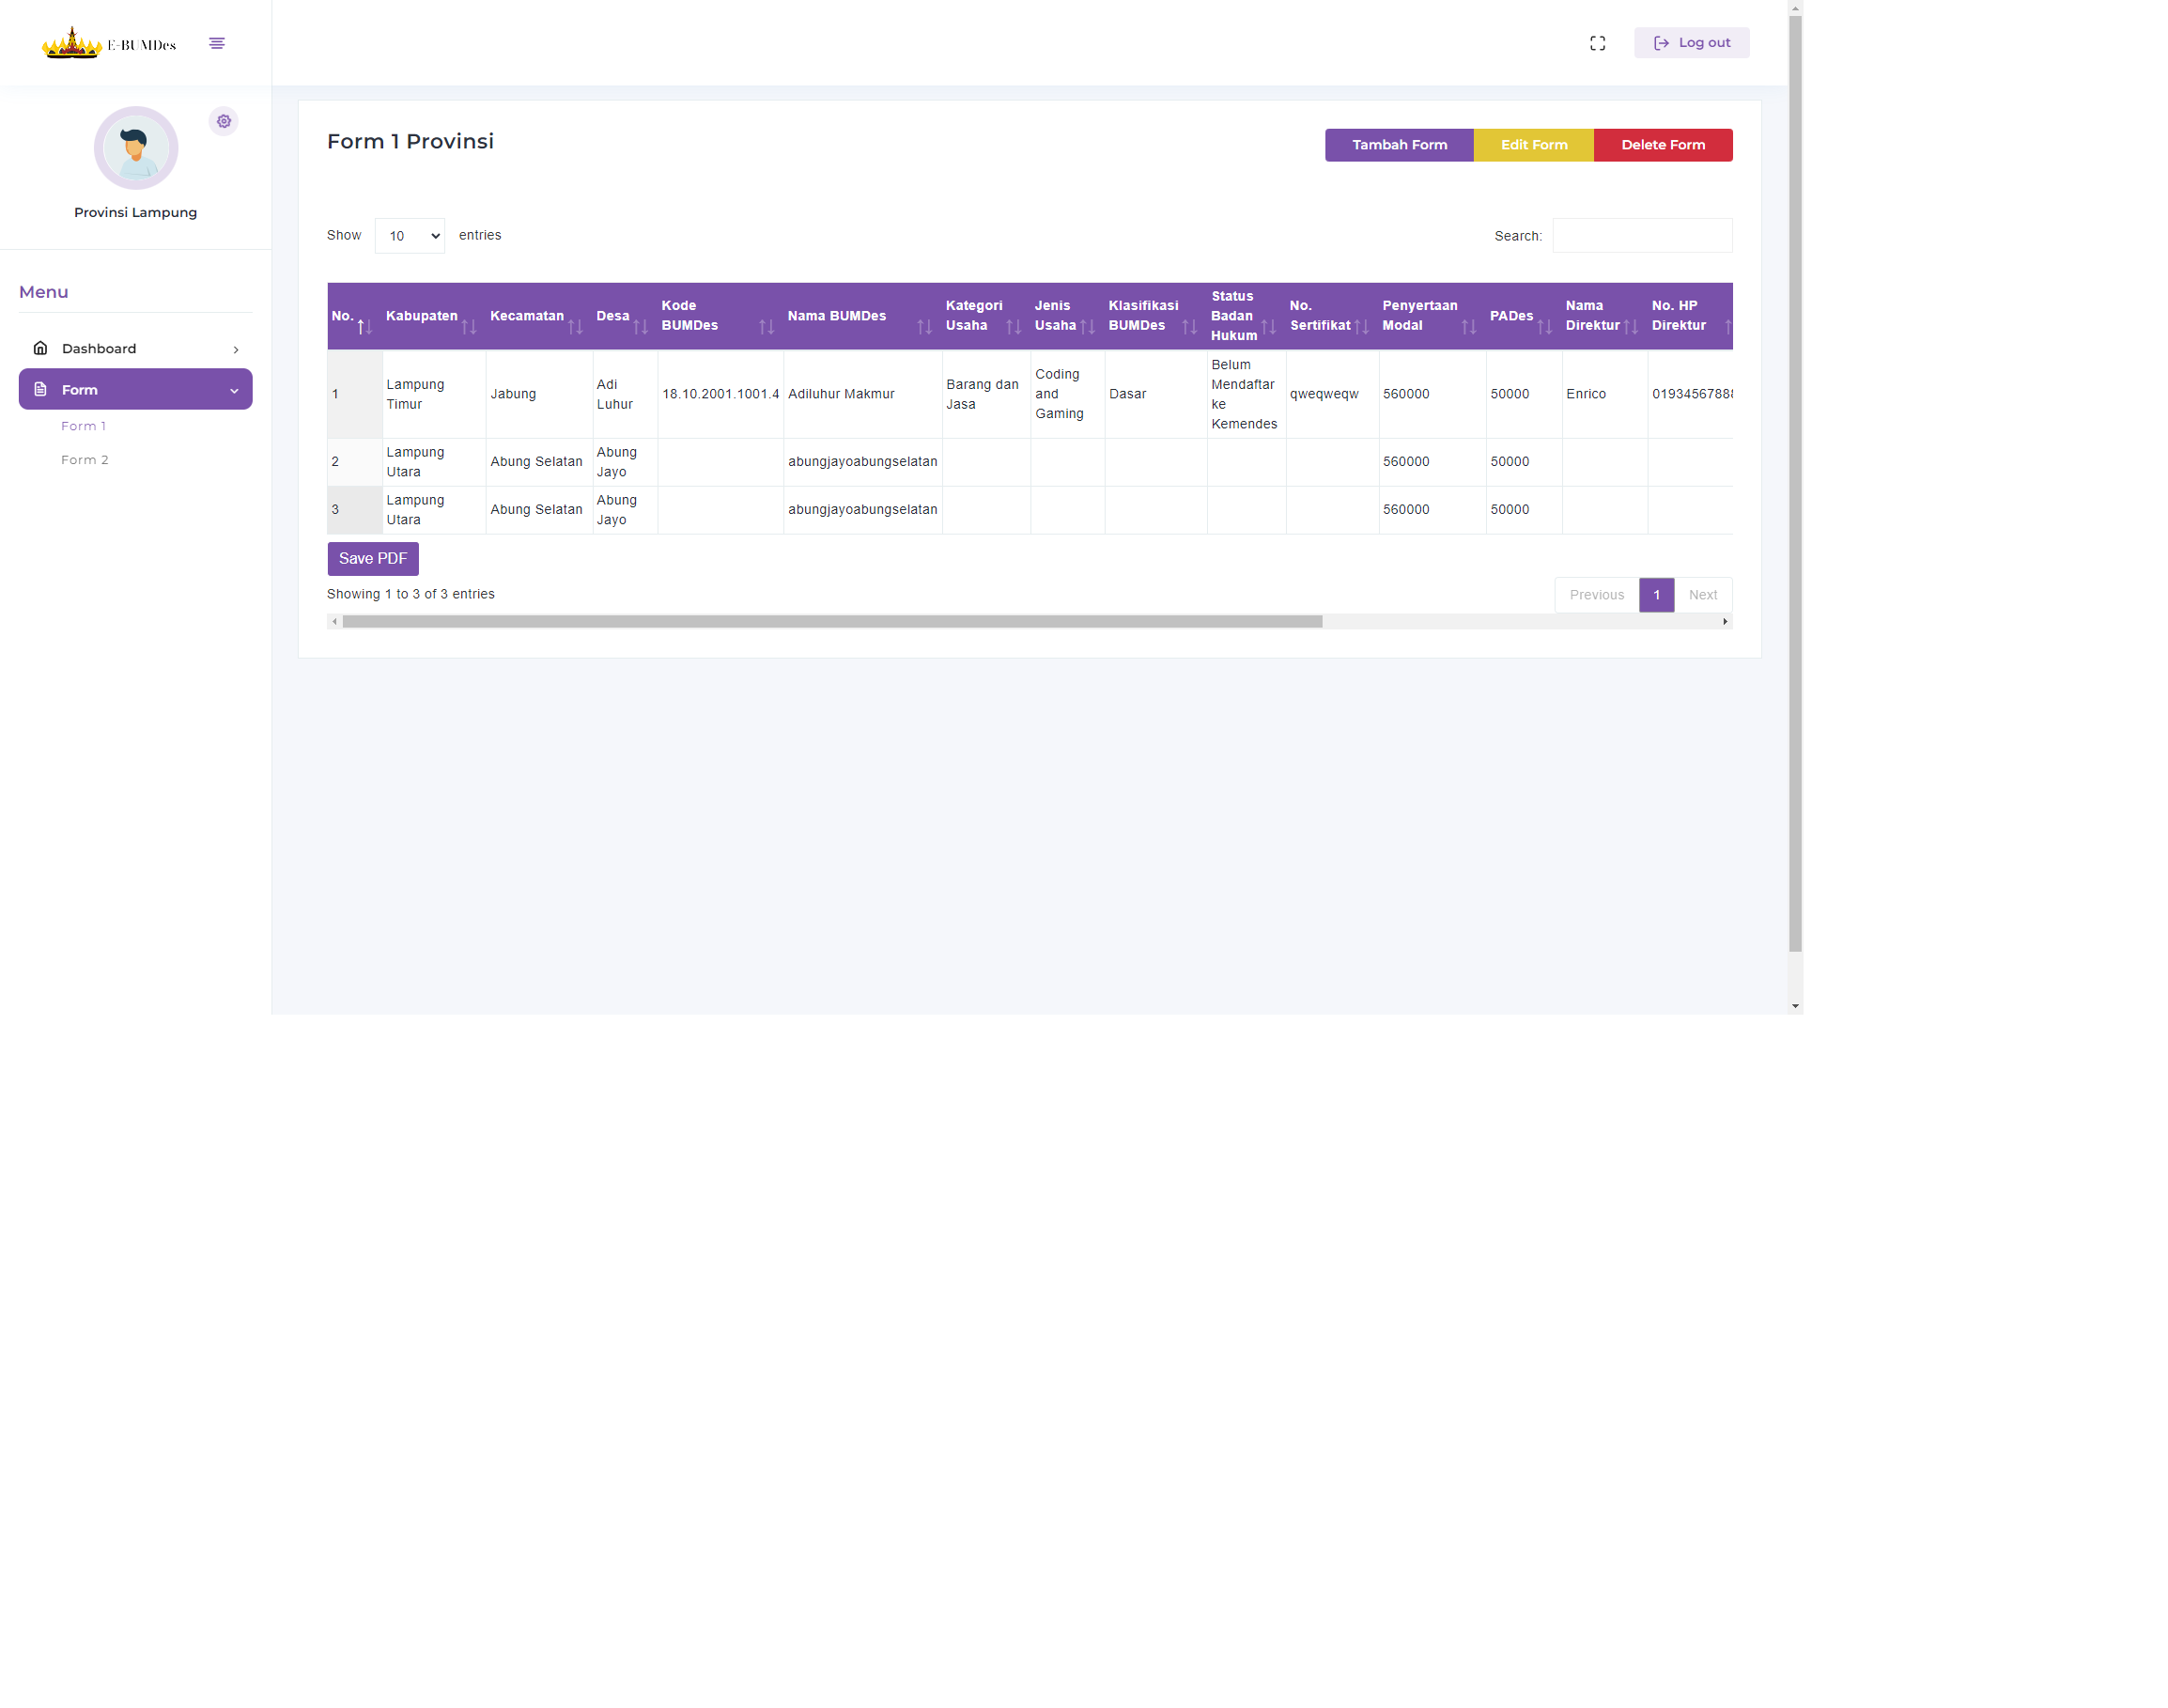 E-BUMDes
Log out
Provinsi Lampung
Menu
Dashboard
Form
Form 1
Form 2
Form 1 Provinsi
Tambah Form
Edit Form
Delete Form
Show 10 entries
Search:
No.
Kabupaten
Kecamatan
Desa
Kode
BUMDes
Nama BUMDes
Kategori
Usaha
Jenis
Usaha
Klasifikasi
BUMDes
Status
Badan
Hukum
No.
Sertifikat
Penyertaan
Modal
PADes
Nama
Direktur
No. HP
Direktur
1
Lampung
Timur
Jabung
Adi
Luhur
18.10.2001.1001.4
Adiluhur Makmur
Barang dan
Jasa
Coding
and
Gaming
Dasar
Belum
Mendaftar
ke
Kemendes
qweqweqw
560000
50000
Enrico
2
Lampung
Utara
Abung Selatan
Abung
Jayo
abungjayoabungselatan
560000
50000
3
Lampung
Utara
Abung Selatan
Abung
Jayo
abungjayoabungselatan
560000
50000
Save PDF
Showing 1 to 3 of 3 entries
Previous
1
Next